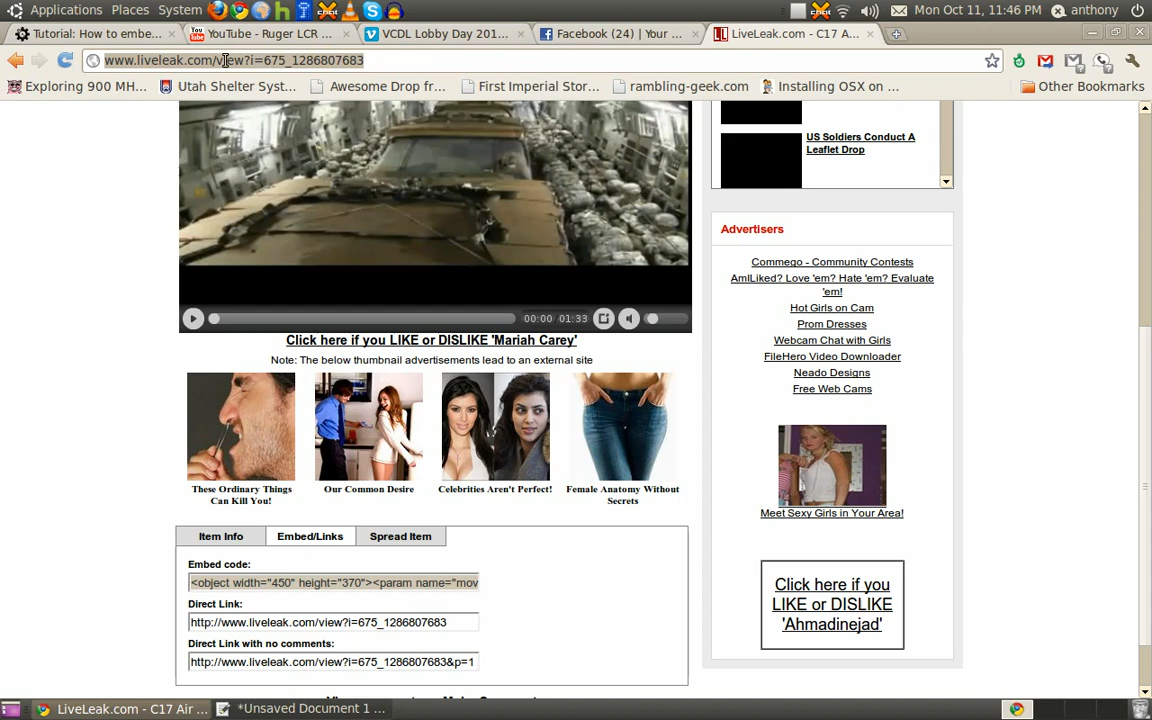 Applications Places System
Mon Oct 11, 11:46 PM anthony
Tutorial: How to embe...
YouTube - Ruger LCR ...
VCDL Lobby Day 201...
Facebook (24) | Your ...
LiveLeak.com - C17 A...
www.liveleak.com/view?i=675_1286807683
Exploring 900 MH...
Utah Shelter Syst...
Awesome Drop fr...
First Imperial Stor...
rambling-geek.com
Installing OSX on ...
Other Bookmarks
US Soldiers Conduct A
Leaflet Drop
00:00 01:33
Click here if you LIKE or DISLIKE 'Mariah Carey'
Note: The below thumbnail advertisements lead to an external site
These Ordinary Things
Can Kill You!
Our Common Desire
Celebrities Aren't Perfect!
Female Anatomy Without
Secrets
Item Info
Embed/Links
Spread Item
Embed code:
<object width="450" height="370"><param name="mov
Direct Link:
http://www.liveleak.com/view?i=675_1286807683
Direct Link with no comments:
http://www.liveleak.com/view?i=675_1286807683&p=1
Advertisers
Commego - Community Contests
AmILiked? Love 'em? Hate 'em? Evaluate
'em!
Hot Girls on Cam
Prom Dresses
Webcam Chat with Girls
FileHero Video Downloader
Neado Designs
Free Web Cams
Meet Sexy Girls in Your Area!
Click here if you
LIKE or DISLIKE
'Ahmadinejad'
LiveLeak.com - C17 Air ...
*Unsaved Document 1 ...